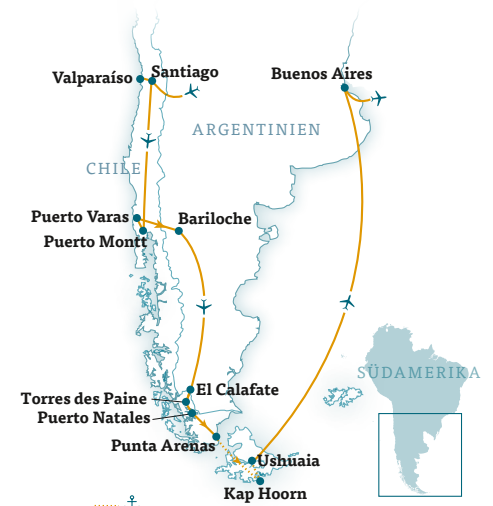 Valparaíso
Santiago
Buenos Aires
ARGENTINIEN
CHILE
Puerto Varas
Bariloche
Puerto Montt
SÜDAMERIKA
El Calafate
Torres des Paine
Puerto Natales
Punta Arenas
Ushuaia
Kap Hoorn